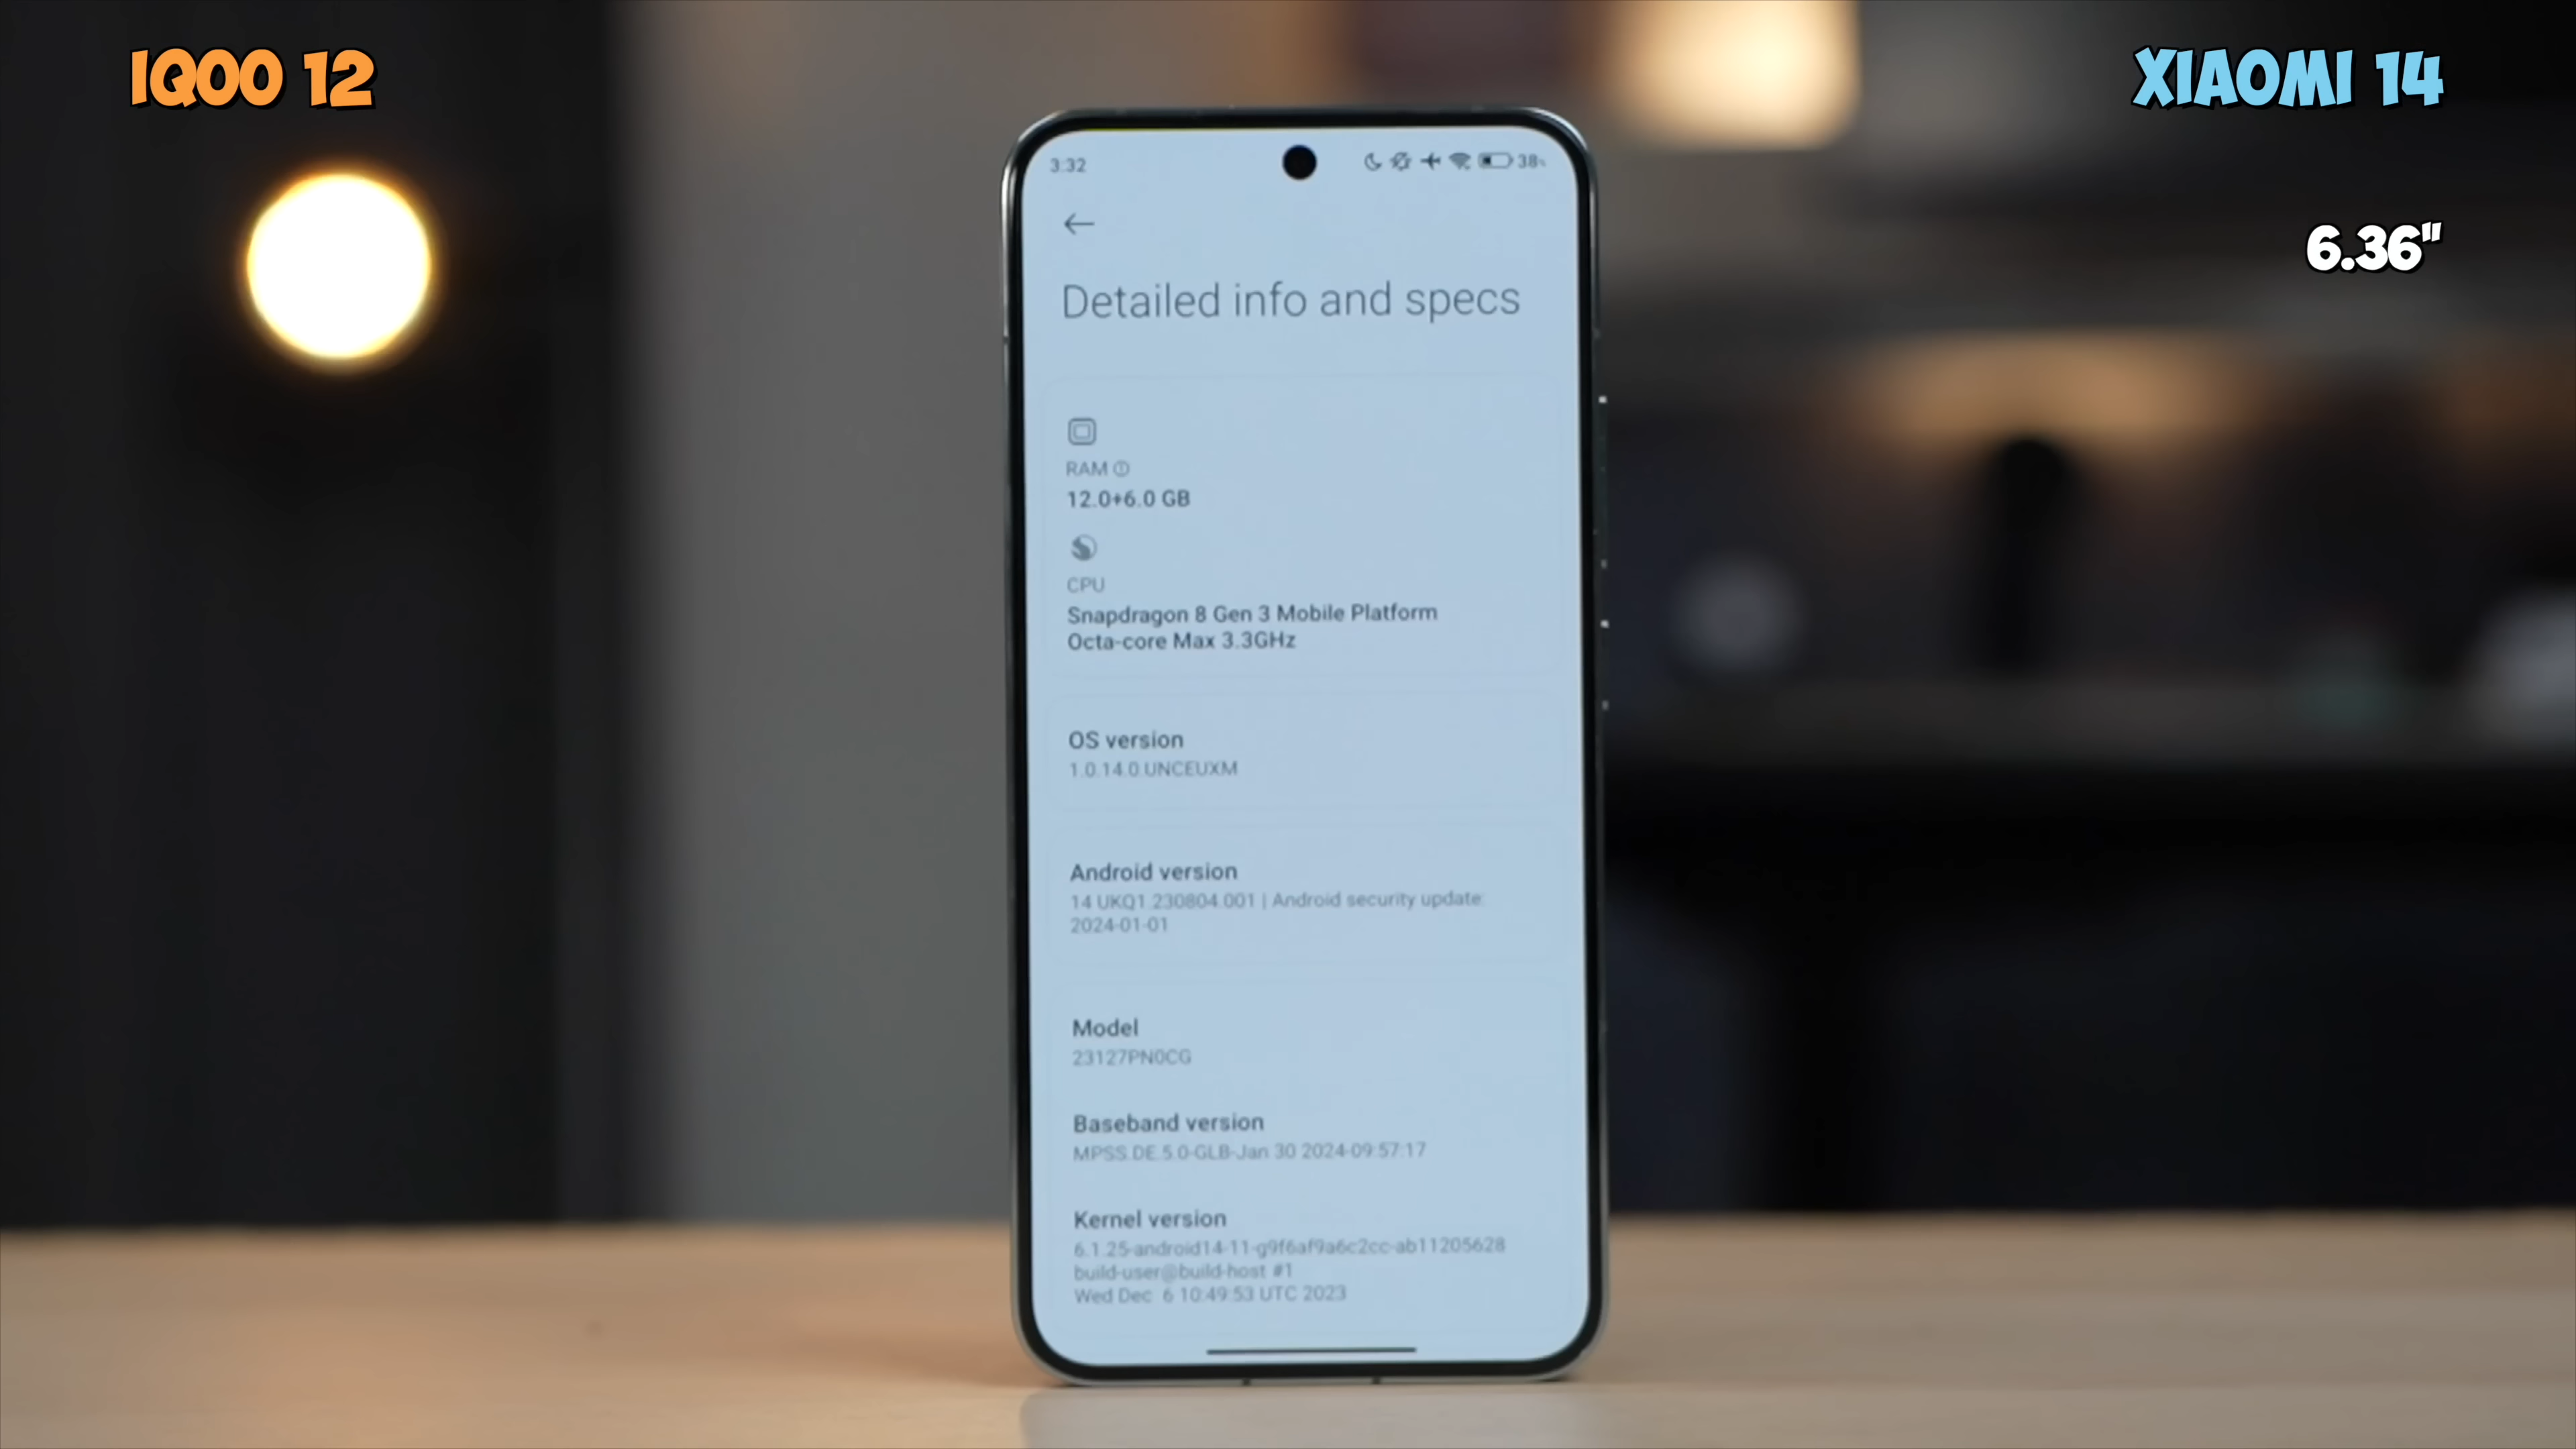 IQOO 12
XIAOMI 14
6.36"
3:32
38%
Detailed info and specs
RAM
12.0+6.0 GB
CPU
Snapdragon 8 Gen 3 Mobile Platform
Octa-core Max 3.3GHz
OS version
1.0.14.0.UNCEUXM
Android version
14 UKQ1.230804.001 | Android security update:
2024-01-01
Model
23127PN0CG
Baseband version
MPSS.DE.5.0-GLB-Jan 30 2024-09:57:17
Kernel version
6.1.25-android14-11-g9f6af9a6c2cc-ab11205628
build-user@build-host #1
Wed Dec 6 10:49:53 UTC 2023